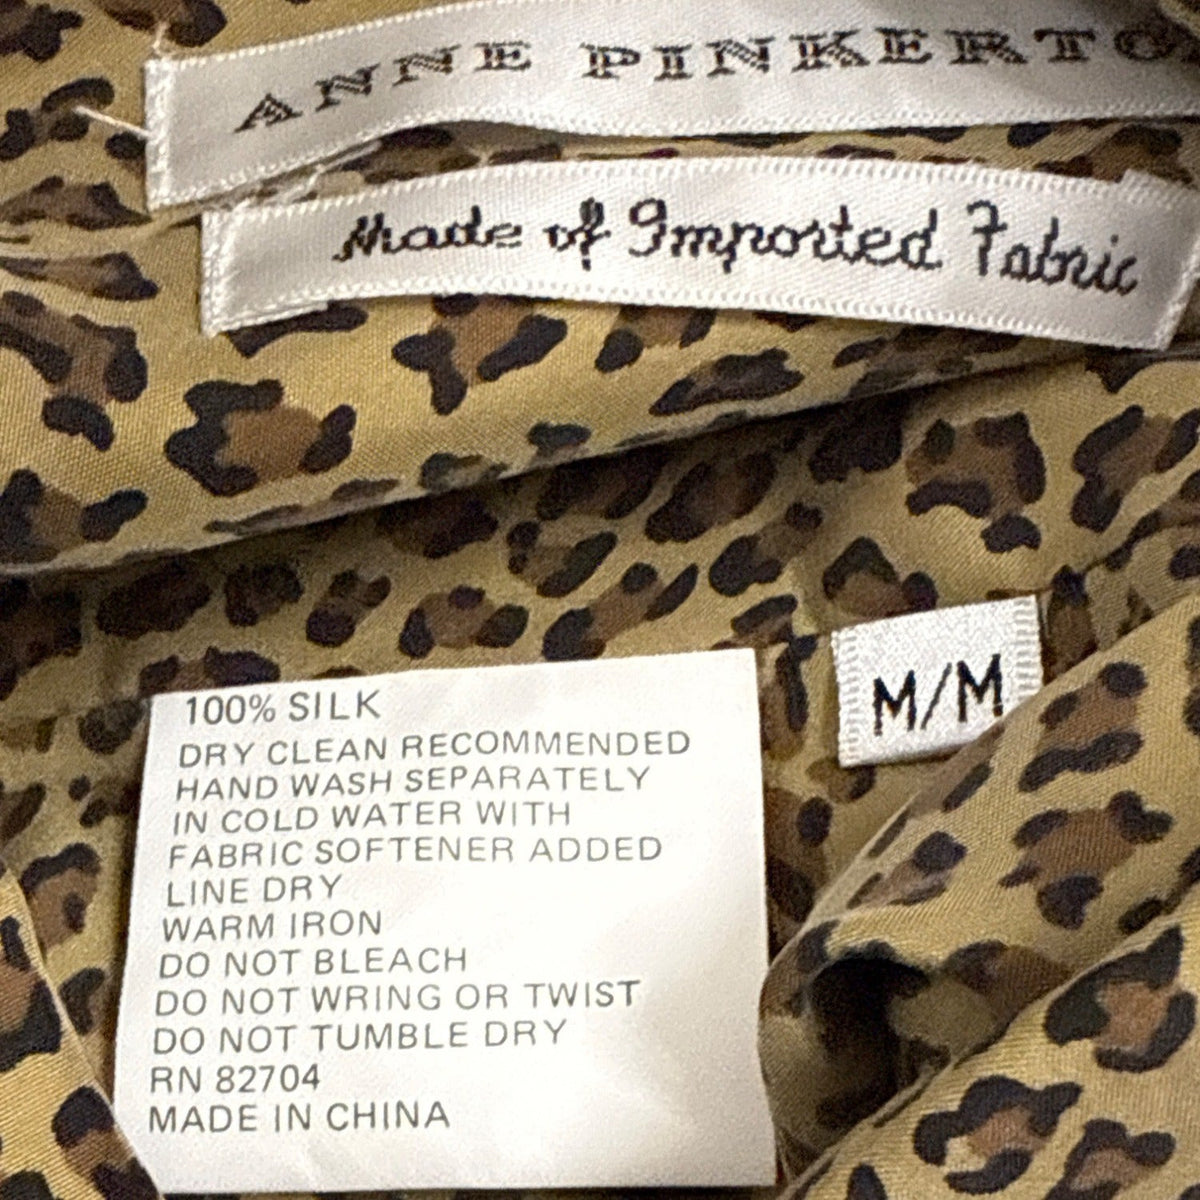 ANNE PINKERTO
Made of Imported Fabric
M/M
100% SILK
DRY CLEAN RECOMMENDED
HAND WASH SEPARATELY
IN COLD WATER WITH
FABRIC SOFTENER ADDED
LINE DRY
WARM IRON
DO NOT BLEACH
DO NOT WRING OR TWIST
DO NOT TUMBLE DRY
RN 82704
MADE IN CHINA